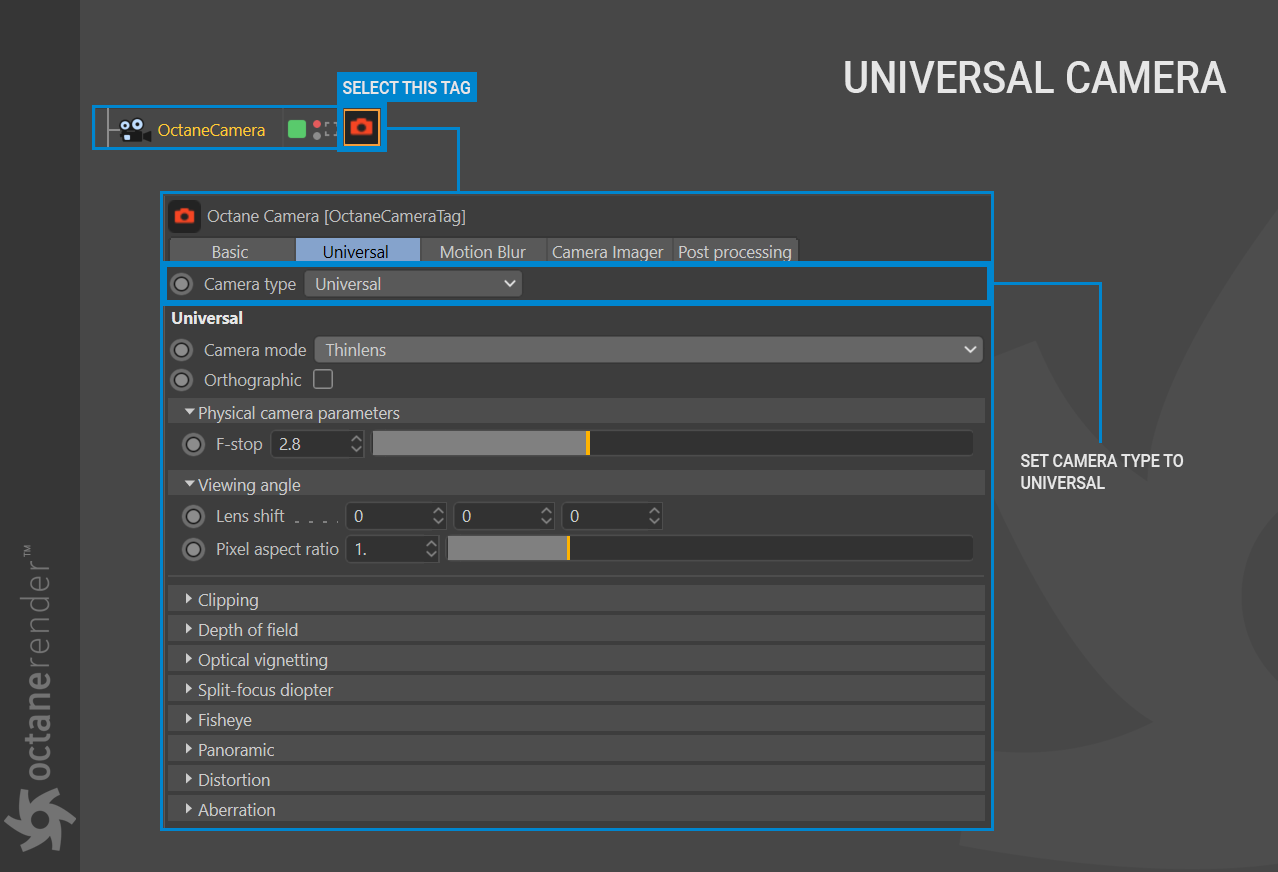 UNIVERSAL CAMERA
SELECT THIS TAG
OctaneCamera
Octane Camera [OctaneCameraTag]
Basic Universal Motion Blur Camera Imager Post processing
Camera type Universal
Universal
Camera mode Thinlens
Orthographic
Physical camera parameters
F-stop 2.8
Viewing angle
Lens shift . . . . 0 0 0
Pixel aspect ratio 1.
Clipping
Depth of field
Optical vignetting
Split-focus diopter
Fisheye
Panoramic
Distortion
Aberration
SET CAMERA TYPE TO
UNIVERSAL
octanerender™